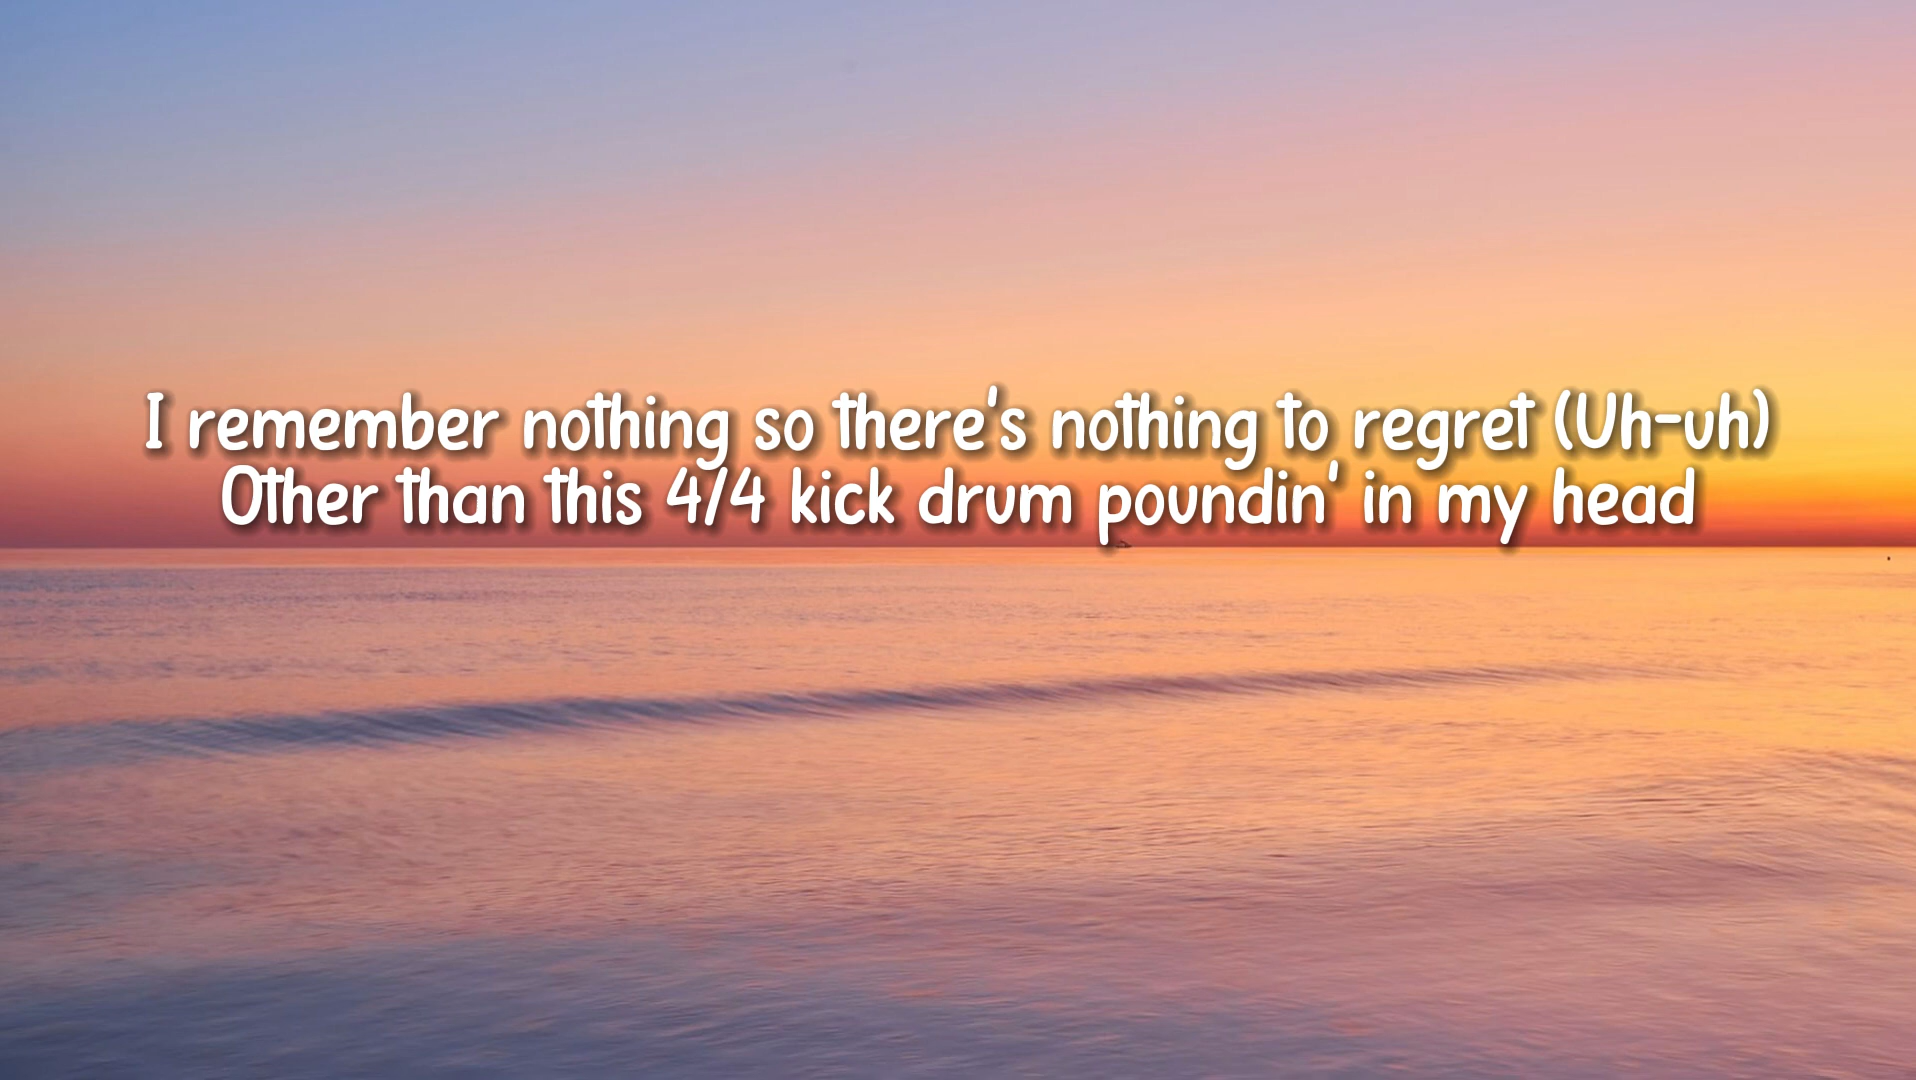 I remember nothing so there's nothing to regret (Uh-uh)
Other than this 4/4 kick drum poundin' in my head